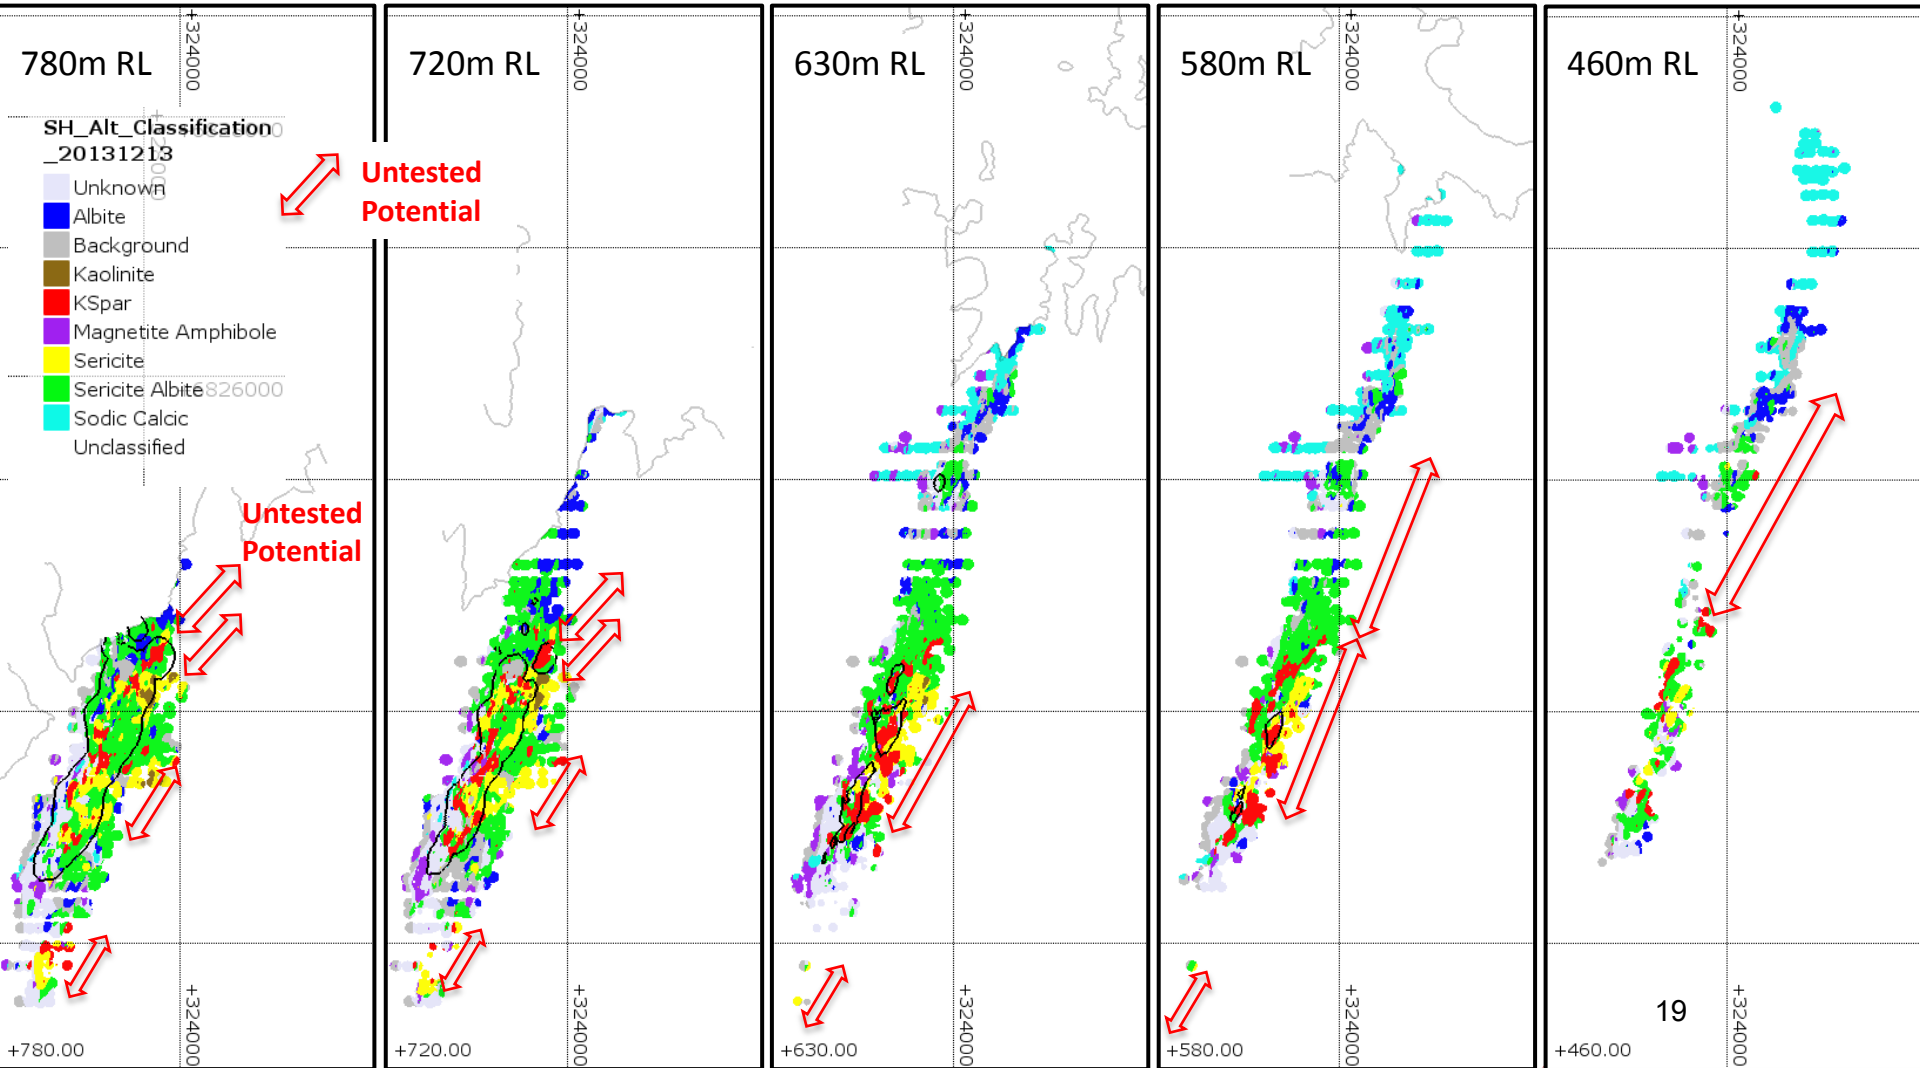 780m RL
720m RL
630m RL
580m RL
460m RL
+324000
+324000
+324000
+324000
+324000
SH_Alt_Classification
_20131213
Unknown
Albite
Background
Kaolinite
KSpar
Magnetite Amphibole
Sericite
Sericite Albite
Sodic Calcic
Unclassified
+6826000
Untested
Potential
Untested
Potential
+324000
+324000
+324000
+324000
+324000
19
+780.00
+720.00
+630.00
+580.00
+460.00